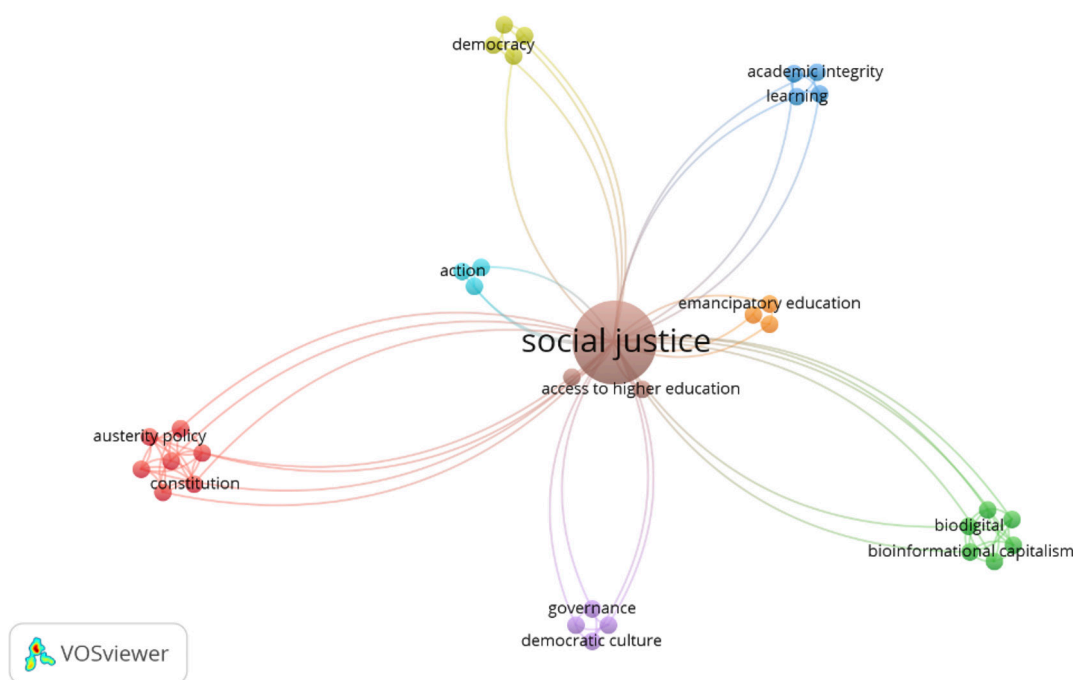 democracy
academic integrity
learning
action
emancipatory education
social justice
access to higher education
austerity policy
constitution
biodigital
bioinformational capitalism
governance
democratic culture
VOSviewer